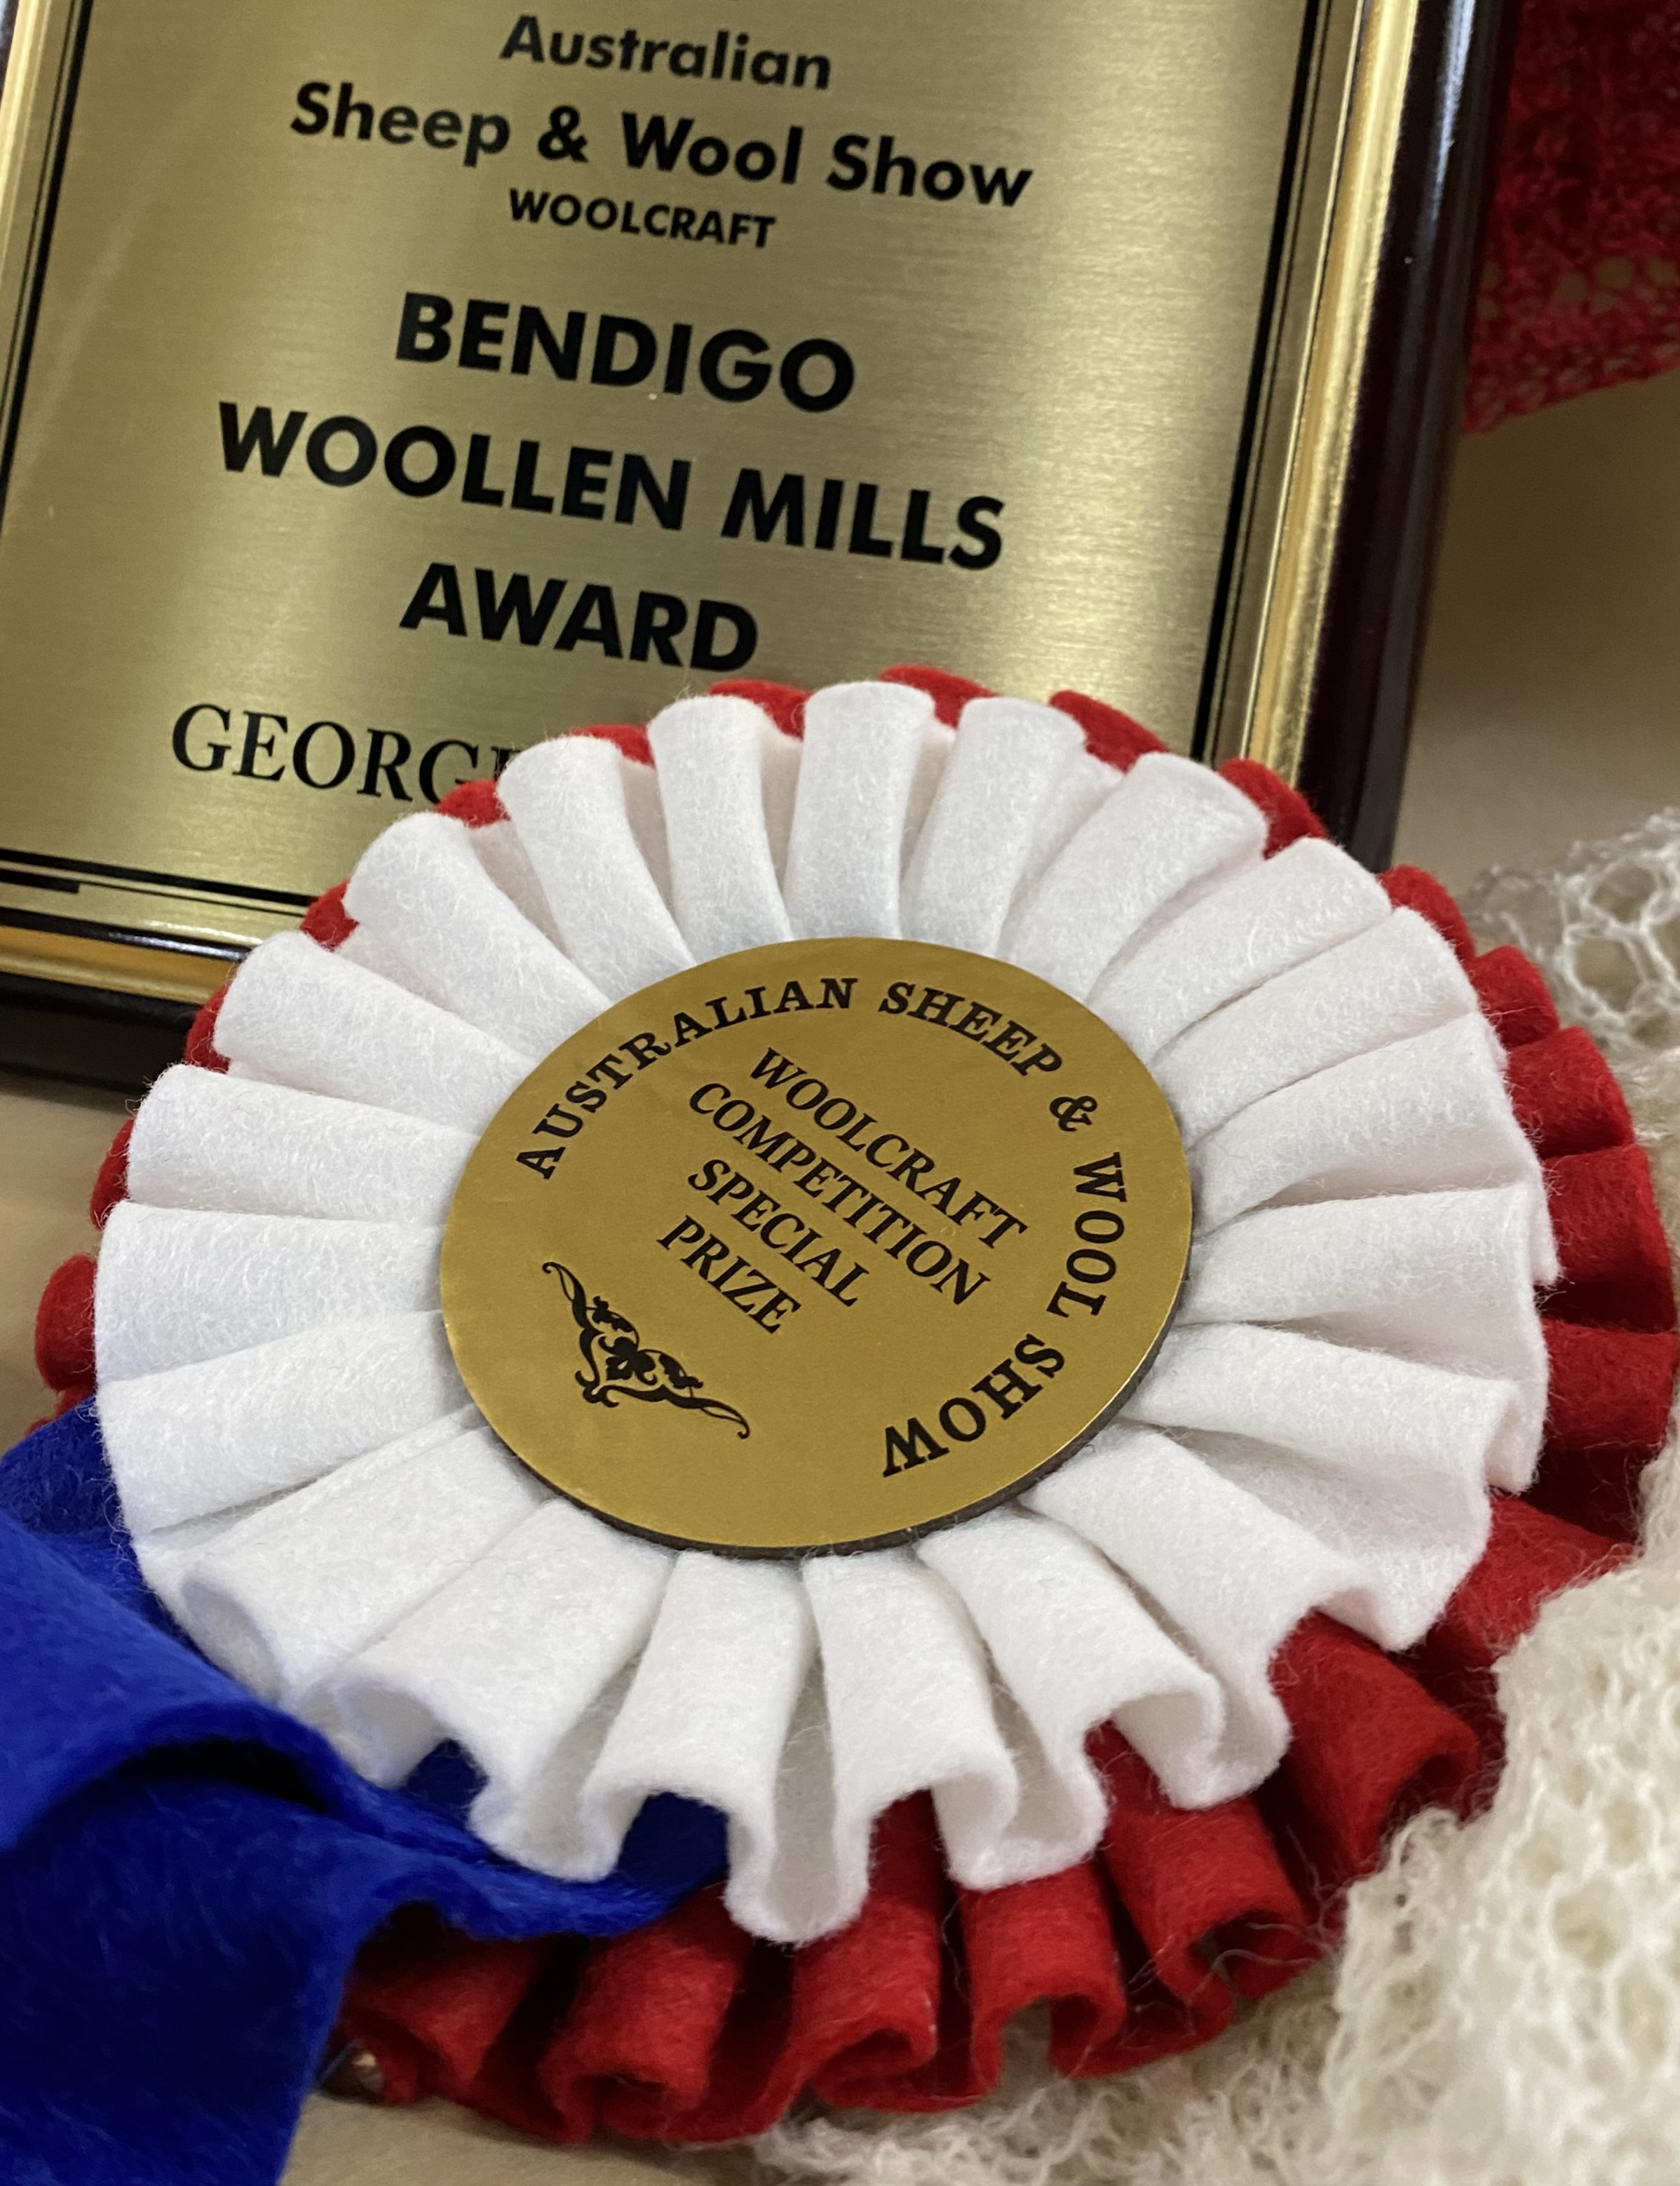 Australian
Sheep & Wool Show
WOOLCRAFT
BENDIGO
WOOLLEN MILLS
AWARD
AUSTRALIAN SHEEP & WOOL SHOW
WOOLCRAFT
COMPETITION
SPECIAL
PRIZE